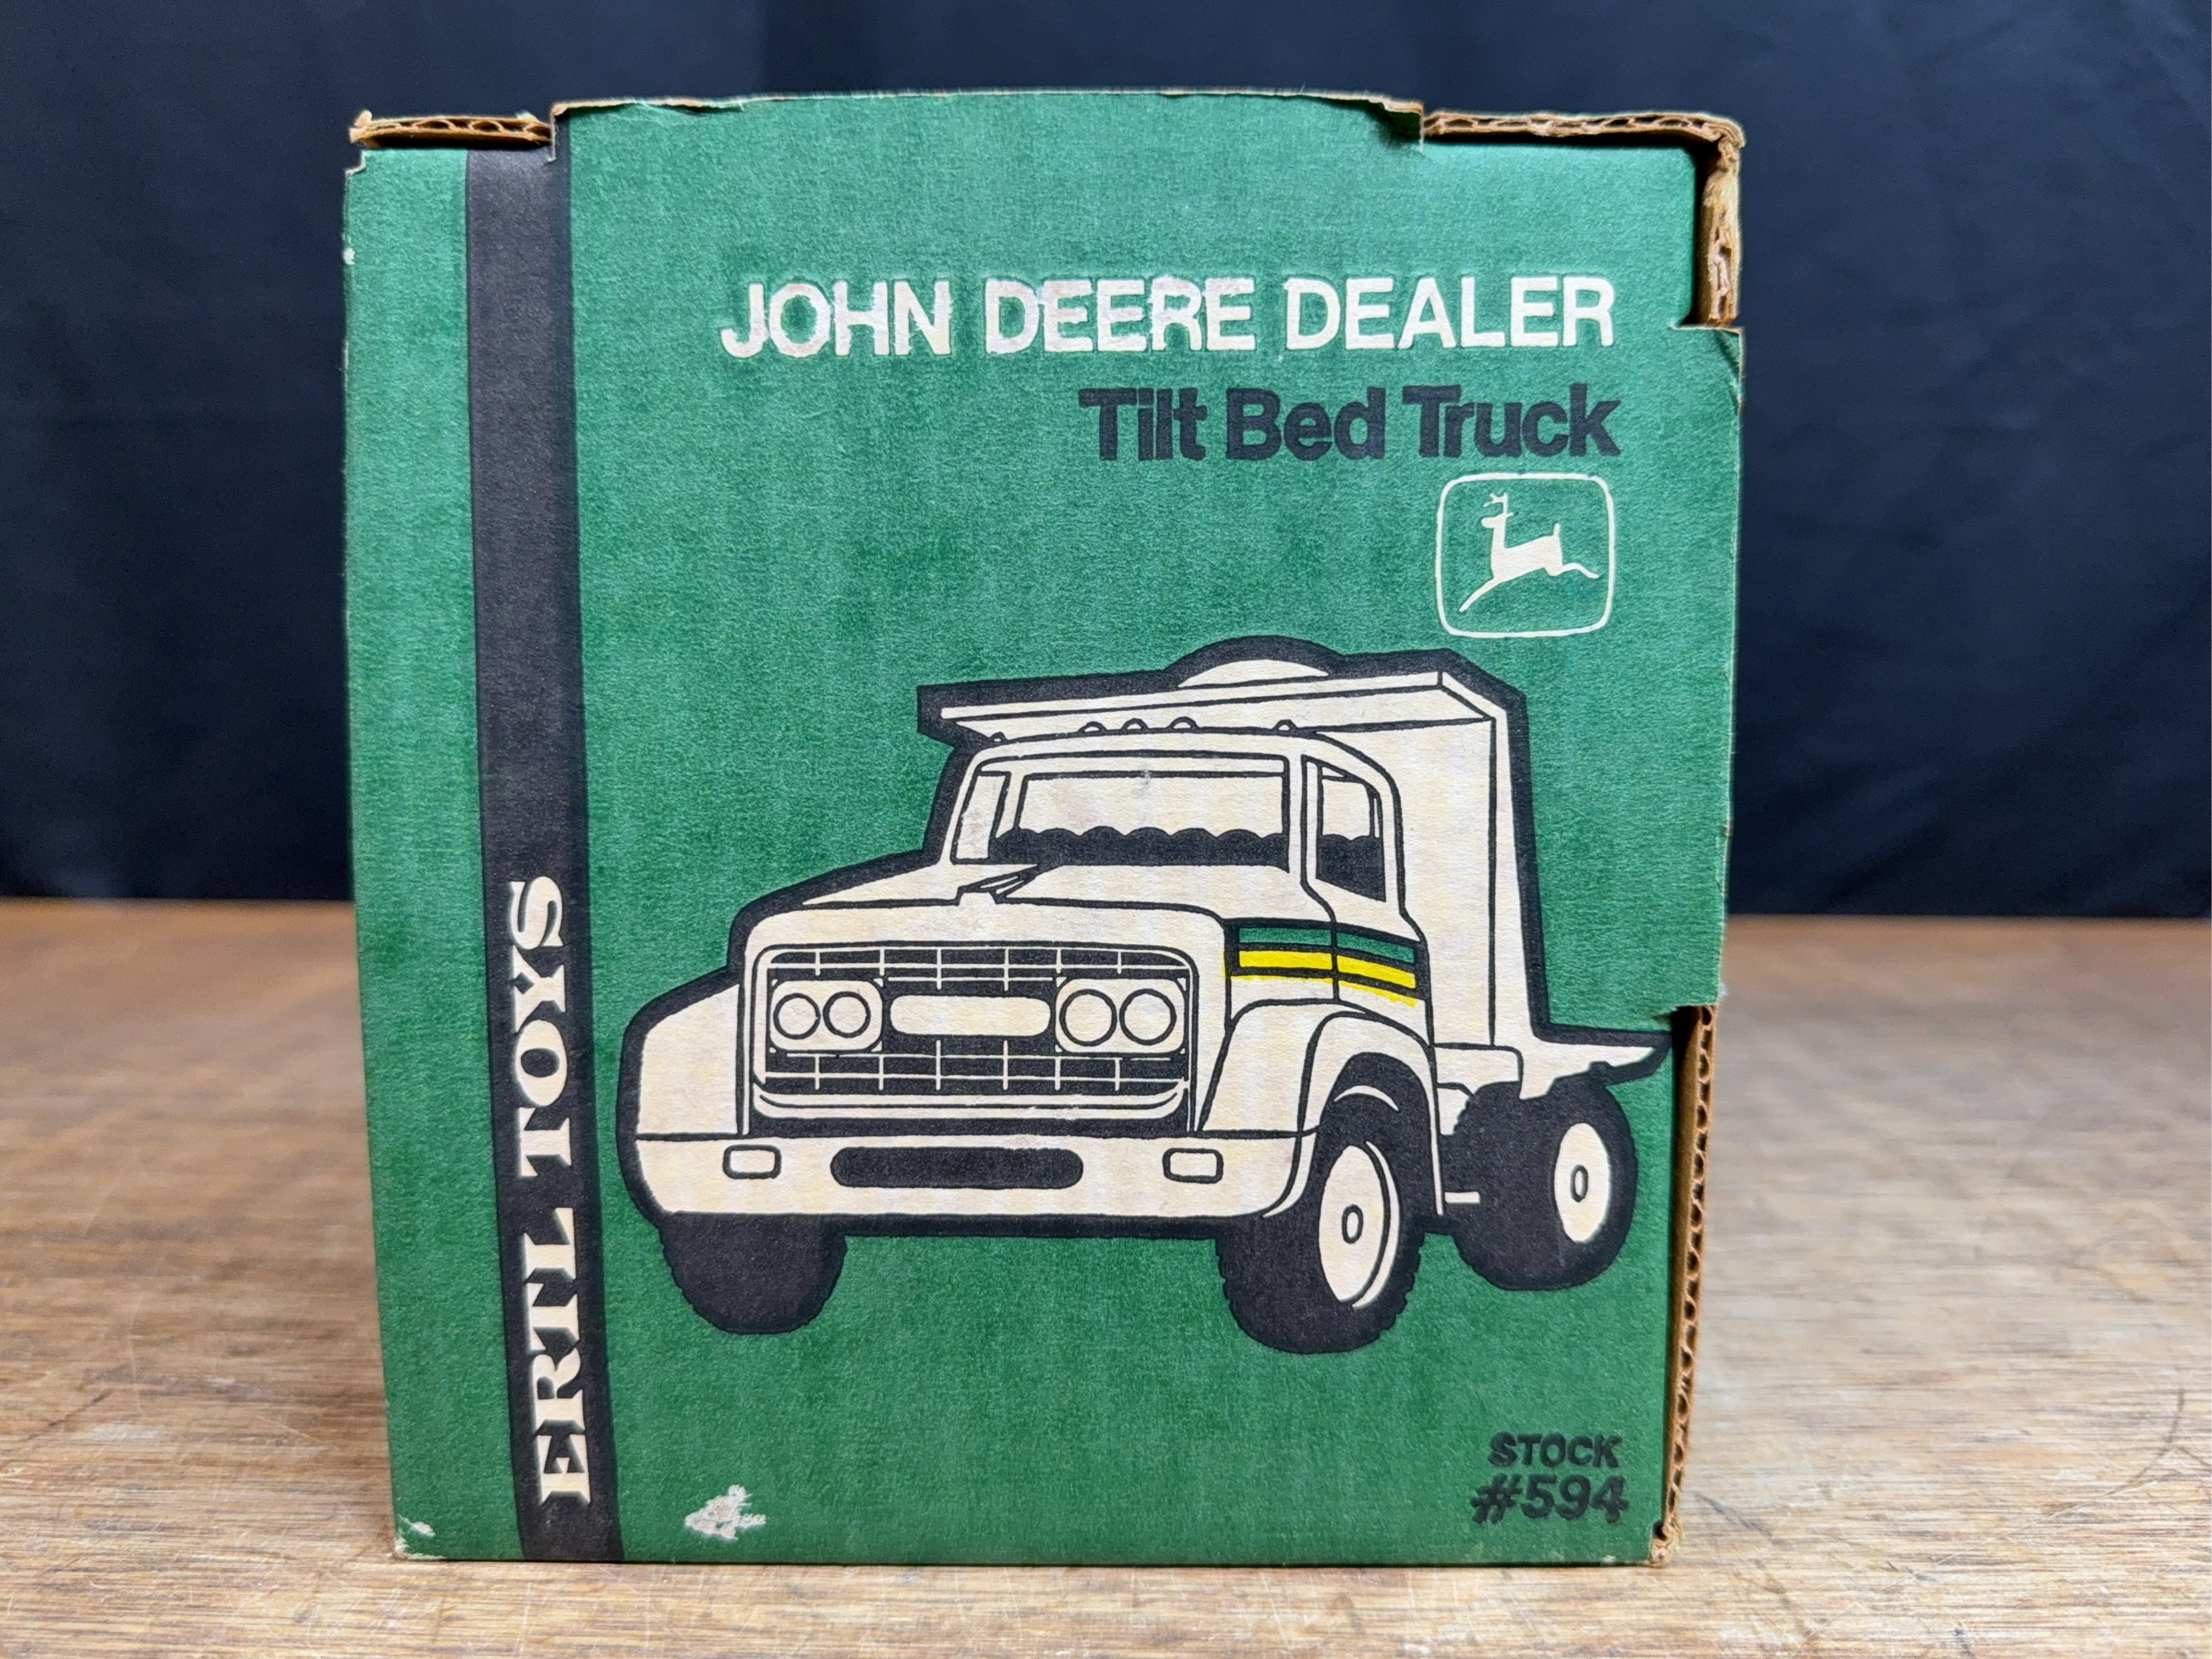 JOHN DEERE DEALER
Tilt Bed Truck
ERTL TOYS
STOCK
#594